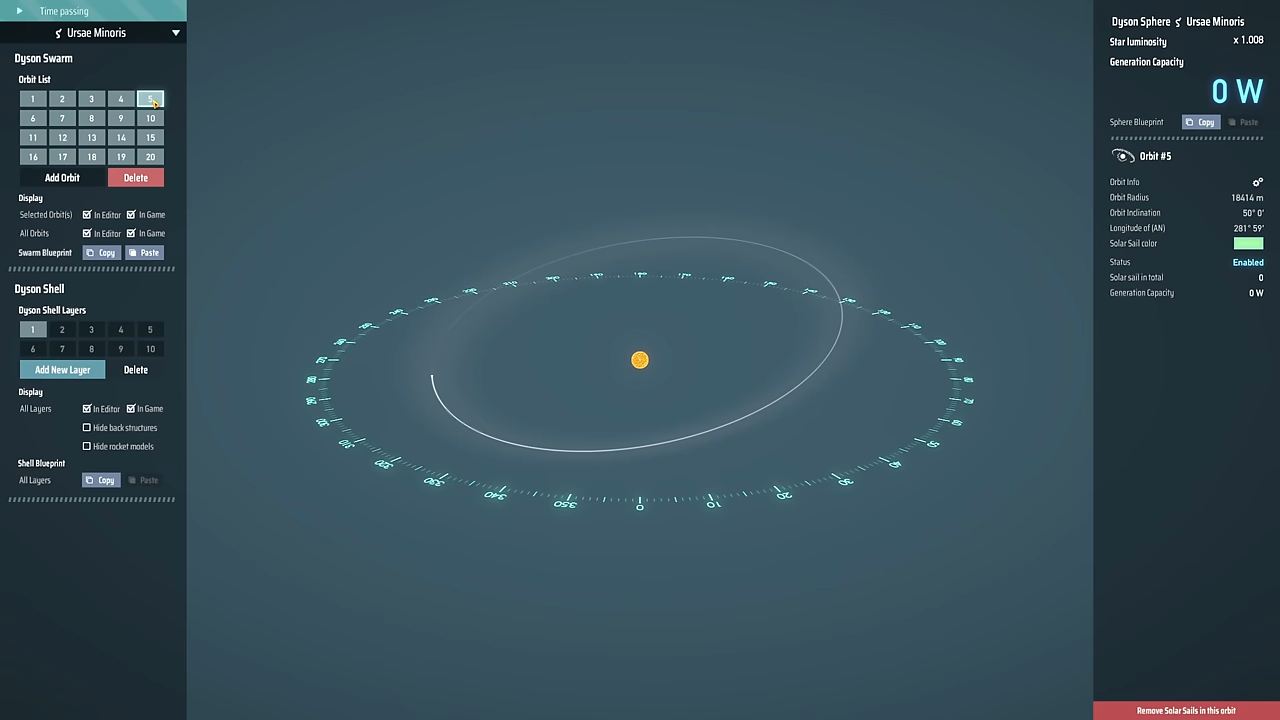 Time passing
Ursae Minoris
Dyson Swarm
Orbit List
1 2 3 4 5
6 7 8 9 10
11 12 13 14 15
16 17 18 19 20
Add Orbit Delete
Display
Selected Orbit(s) In Editor In Game
All Orbits In Editor In Game
Swarm Blueprint Copy Paste
Dyson Shell
Dyson Shell Layers
1 2 3 4 5
6 7 8 9 10
Add New Layer Delete
Display
All Layers In Editor In Game
Hide back structures
Hide rocket models
Shell Blueprint
All Layers Copy Paste
310 320 330 340 350 0 10 20 30 40 50
Dyson Sphere Ursae Minoris
Star luminosity x 1.008
Generation Capacity
0 W
Sphere Blueprint Copy Paste
Orbit #5
Orbit Info
Orbit Radius 18414 m
Orbit Inclination 50° 0'
Longitude of (AN) 281° 59'
Solar Sail color
Status Enabled
Solar sail in total 0
Generation Capacity 0 W
Remove Solar Sails in this orbit